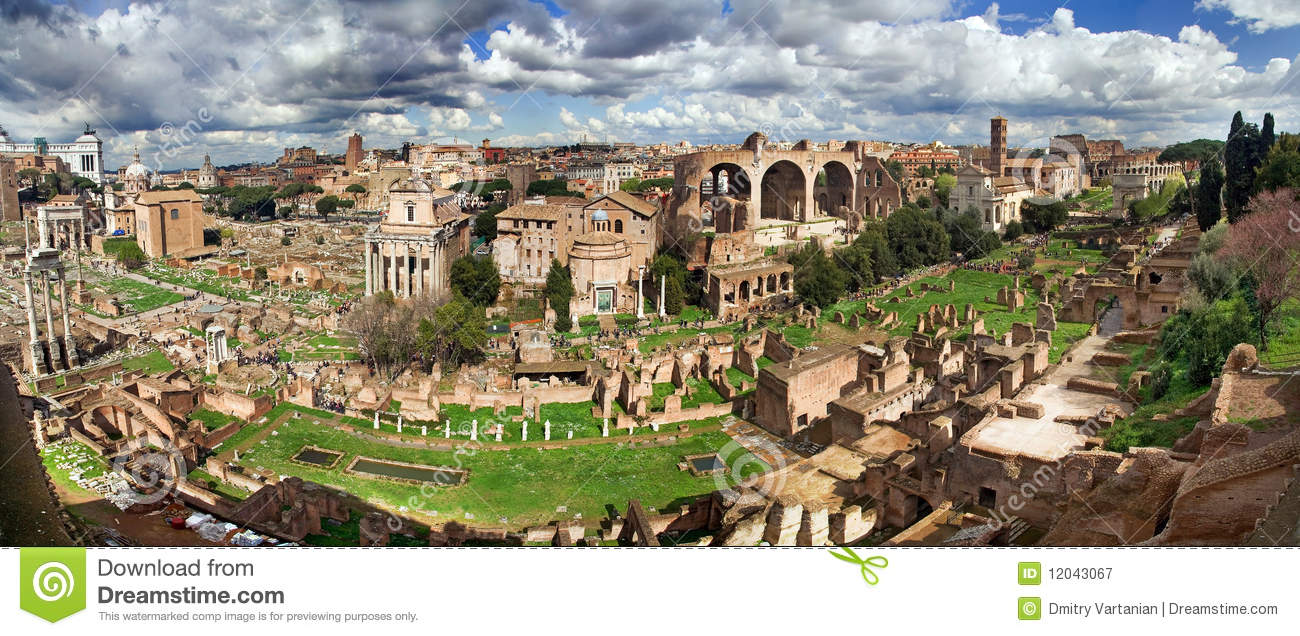 Download from
Dreamstime.com
This watermarked comp image is for previewing purposes only.
ID 12043067
© Dmitry Vartanian | Dreamstime.com